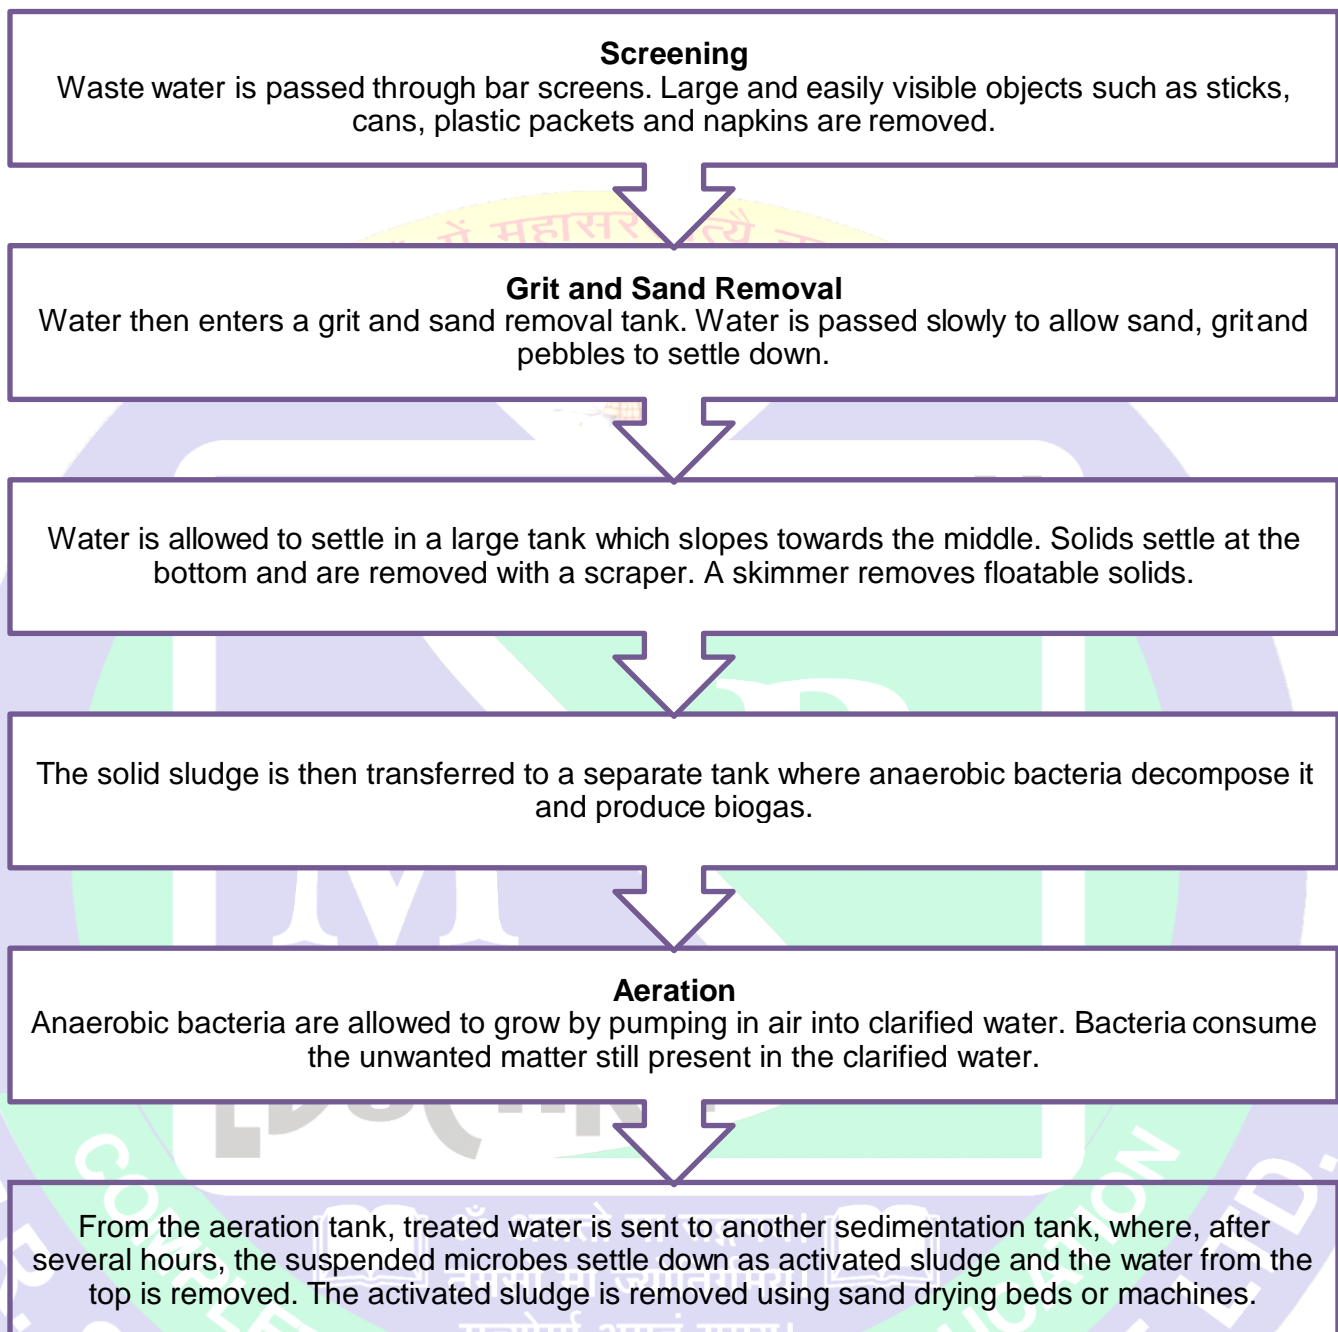 Screening
Waste water is passed through bar screens. Large and easily visible objects such as sticks,
cans, plastic packets and napkins are removed.
Grit and Sand Removal
Water then enters a grit and sand removal tank. Water is passed slowly to allow sand, grit and
pebbles to settle down.
Water is allowed to settle in a large tank which slopes towards the middle. Solids settle at the
bottom and are removed with a scraper. A skimmer removes floatable solids.
The solid sludge is then transferred to a separate tank where anaerobic bacteria decompose it
and produce biogas.
M
Aeration
Anaerobic bacteria are allowed to grow by pumping in air into clarified water. Bacteria consume
the unwanted matter still present in the clarified water.
From the aeration tank, treated water is sent to another sedimentation tank, where, after
several hours, the suspended microbes settle down as activated sludge and the water from the
top is removed. The activated sludge is removed using sand drying beds or machines.
LTD.